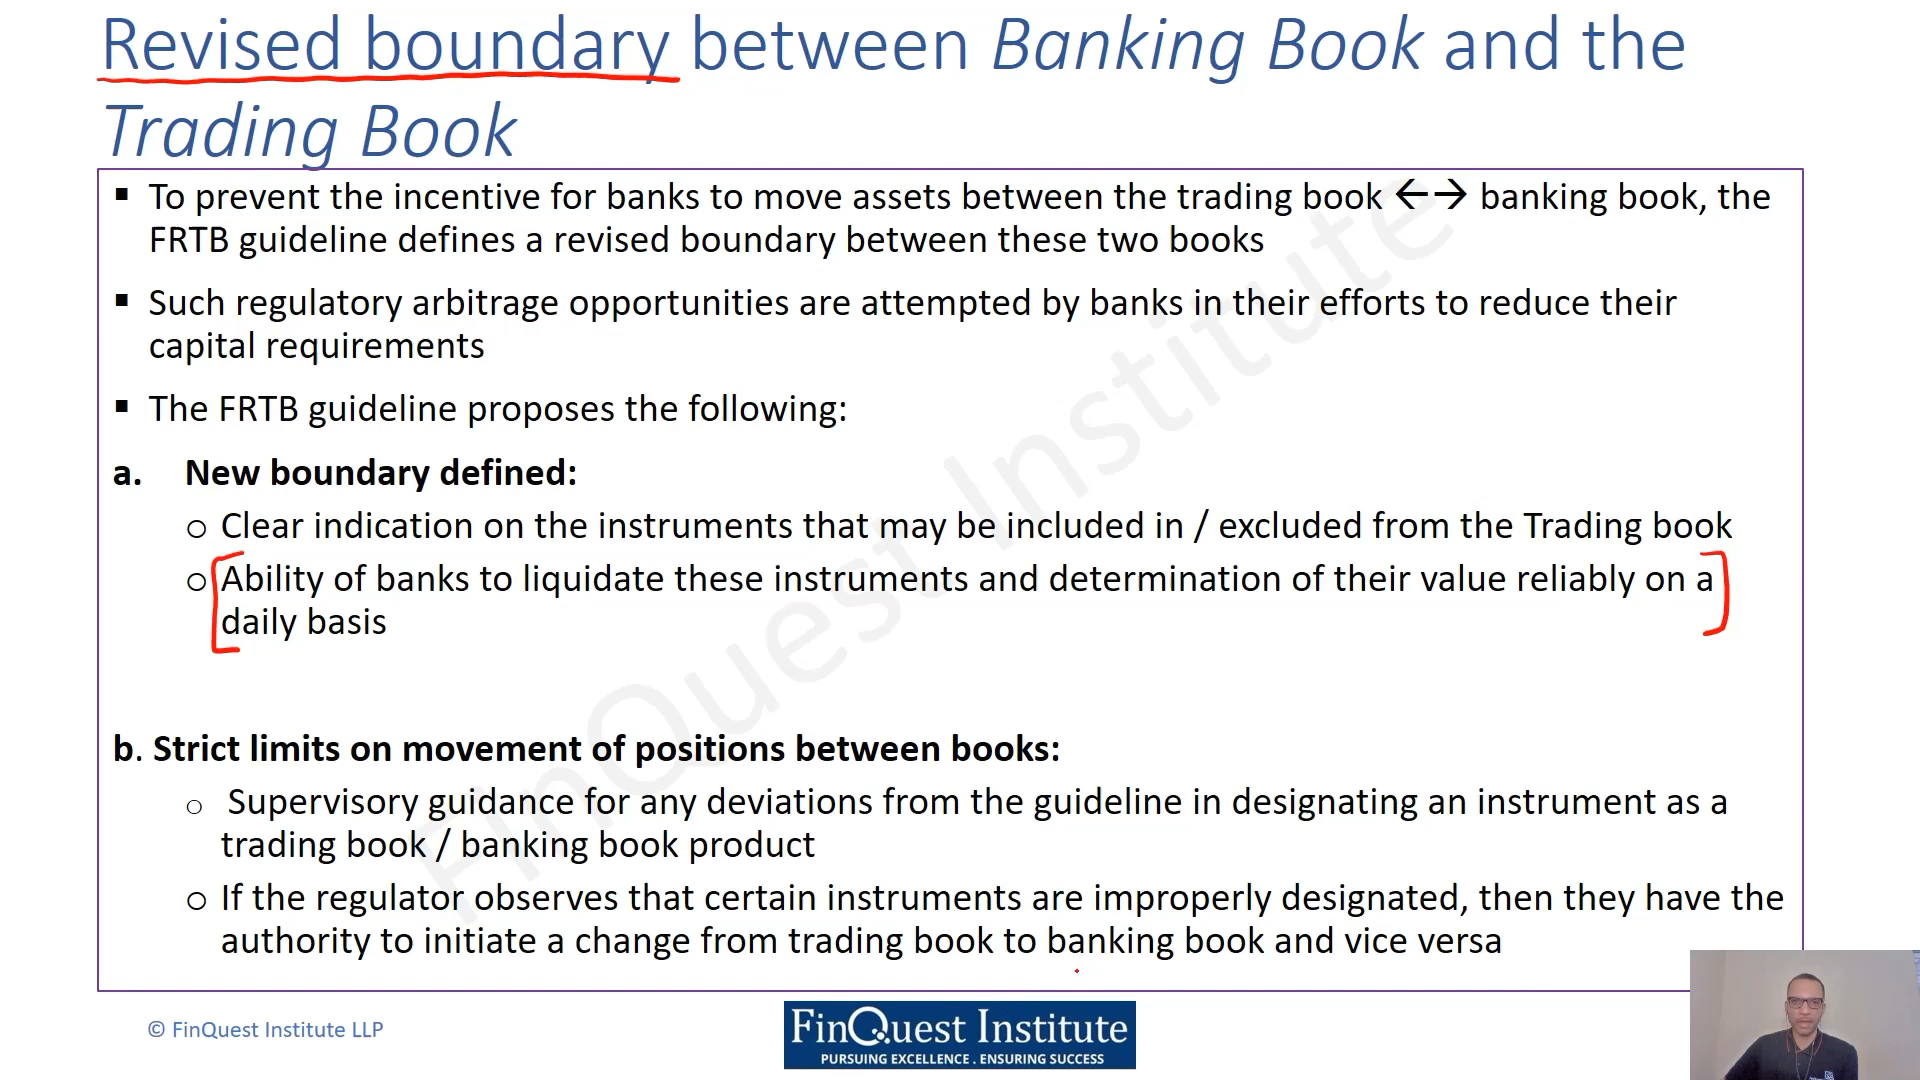 Revised boundary between Banking Book and the
Trading Book
▪ To prevent the incentive for banks to move assets between the trading book ←→ banking book, the
FRTB guideline defines a revised boundary between these two books
▪ Such regulatory arbitrage opportunities are attempted by banks in their efforts to reduce their
capital requirements
▪ The FRTB guideline proposes the following:
a. New boundary defined:
o Clear indication on the instruments that may be included in / excluded from the Trading book
o Ability of banks to liquidate these instruments and determination of their value reliably on a
daily basis
b. Strict limits on movement of positions between books:
o Supervisory guidance for any deviations from the guideline in designating an instrument as a
trading book / banking book product
o If the regulator observes that certain instruments are improperly designated, then they have the
authority to initiate a change from trading book to banking book and vice versa
FinQuest Institute
© FinQuest Institute LLP
FinQuest Institute
PURSUING EXCELLENCE . ENSURING SUCCESS